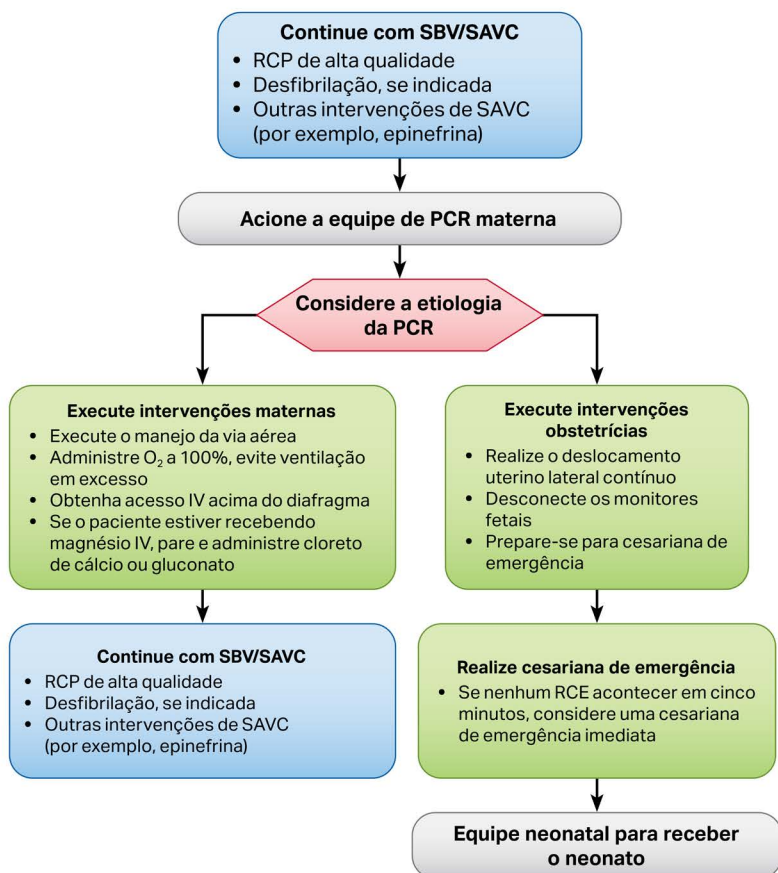 Continue com SBV/SAVC
• RCP de alta qualidade
• Desfibrilação, se indicada
• Outras intervenções de SAVC
(por exemplo, epinefrina)
Acione a equipe de PCR materna
Considere a etiologia
da PCR
Execute intervenções maternas
• Execute o manejo da via aérea
• Administre O₂ a 100%, evite ventilação
em excesso
• Obtenha acesso IV acima do diafragma
• Se o paciente estiver recebendo
magnésio IV, pare e administre cloreto
de cálcio ou gluconato
Continue com SBV/SAVC
• RCP de alta qualidade
• Desfibrilação, se indicada
• Outras intervenções de SAVC
(por exemplo, epinefrina)
Execute intervenções
obstetrícias
• Realize o deslocamento
uterino lateral contínuo
• Desconecte os monitores
fetais
• Prepare-se para cesariana de
emergência
Realize cesariana de emergência
• Se nenhum RCE acontecer em cinco
minutos, considere uma cesariana
de emergência imediata
Equipe neonatal para receber
o neonato